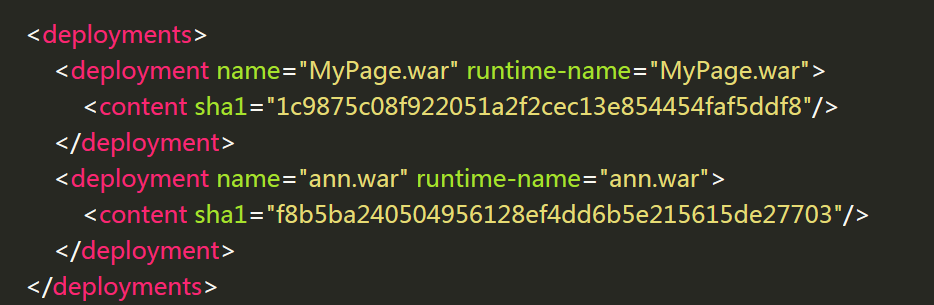 <deployments>
<deployment name="MyPage.war" runtime-name="MyPage.war">
<content sha1="1c9875c08f922051a2f2cec13e854454faf5ddf8"/>
</deployment>
<deployment name="ann.war" runtime-name="ann.war">
<content sha1="f8b5ba240504956128ef4dd6b5e215615de27703"/>
</deployment>
</deployments>